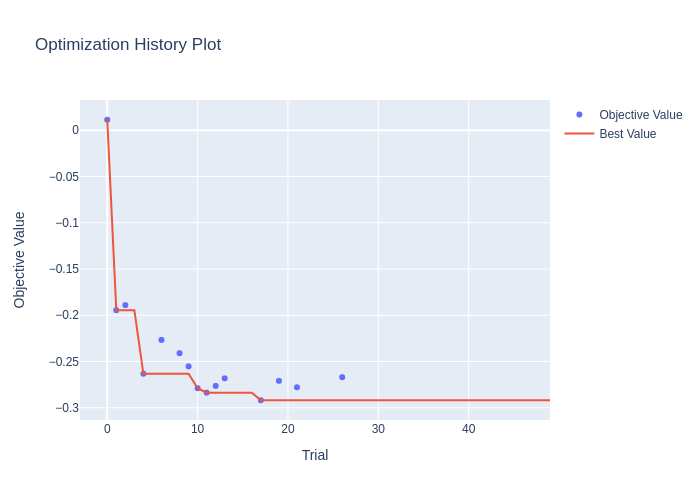 Optimization History Plot
Objective Value
Best Value
0
−0.05
−0.1
−0.15
−0.2
−0.25
−0.3
Objective Value
0
10
20
30
40
Trial